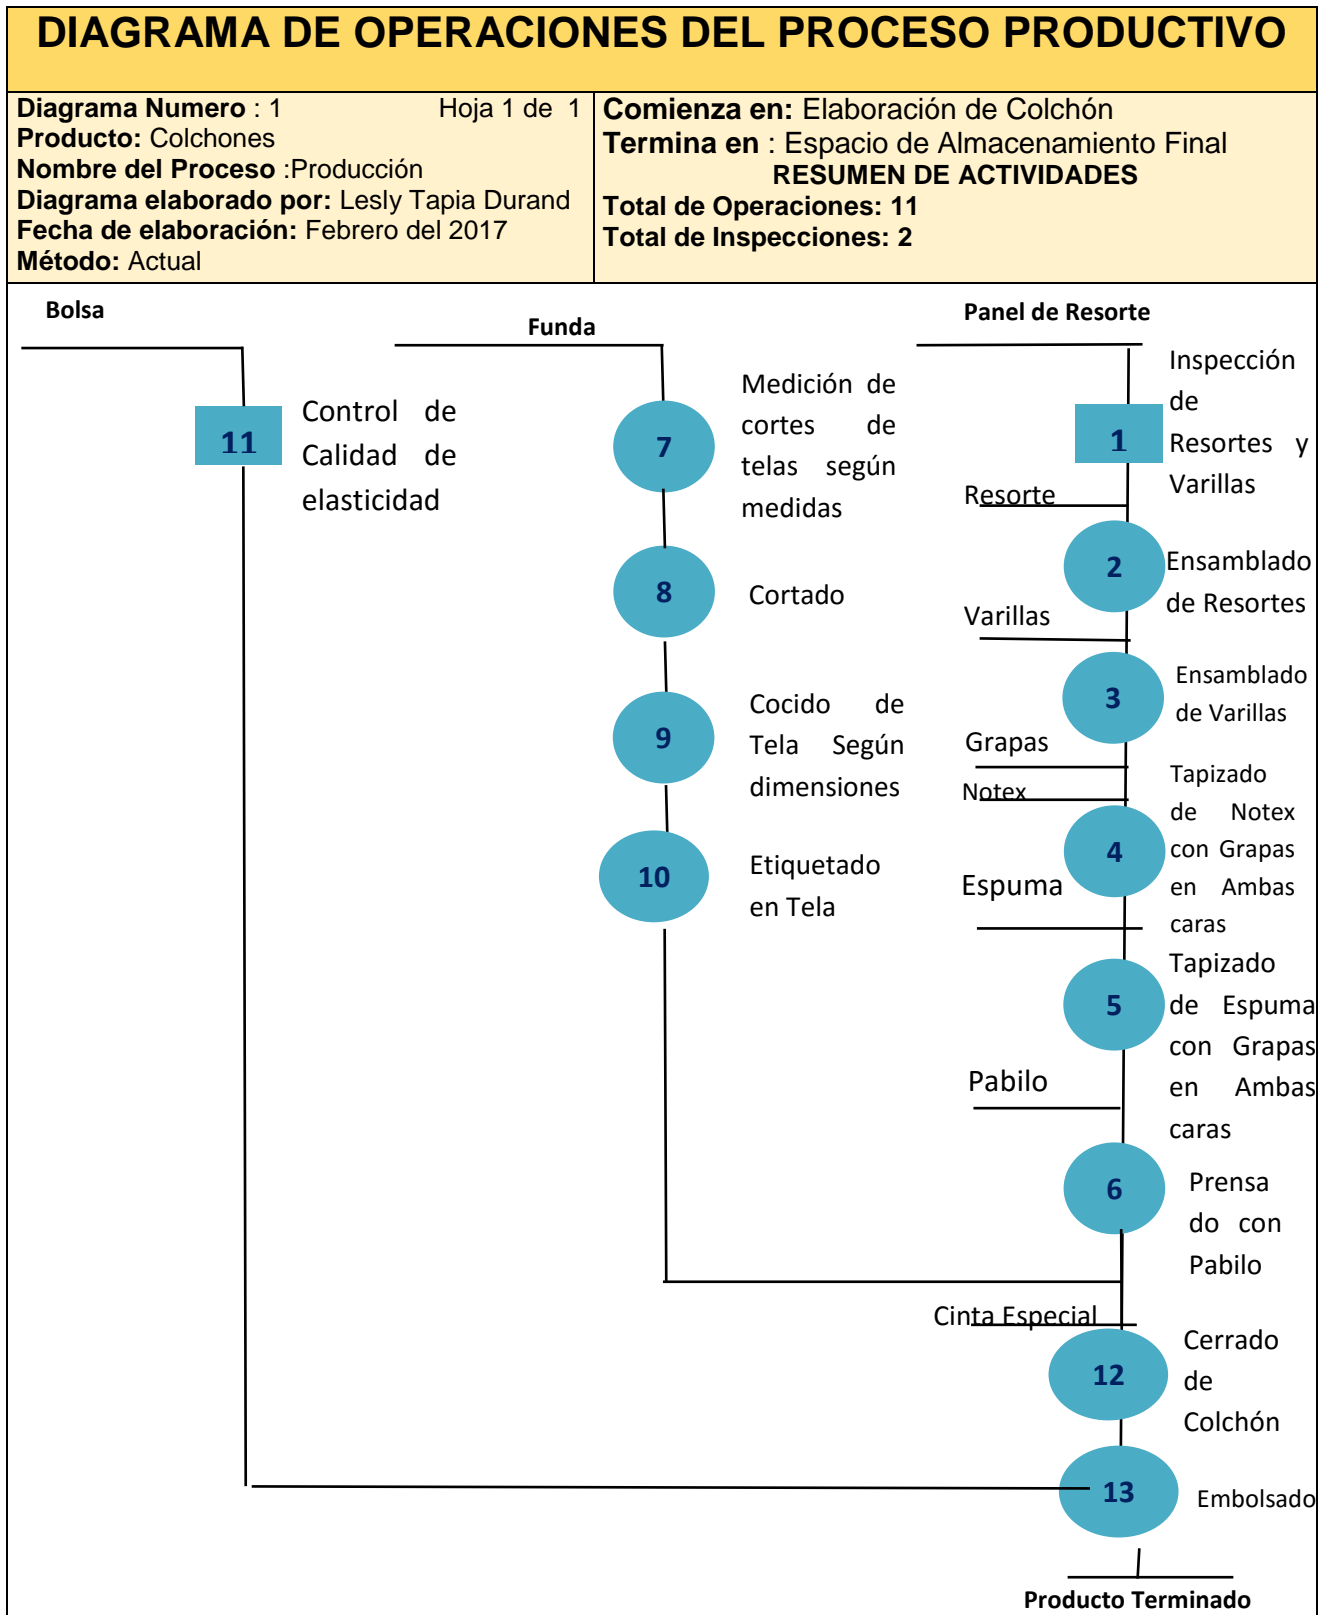 DIAGRAMA DE OPERACIONES DEL PROCESO PRODUCTIVO
Diagrama Numero : 1 Hoja 1 de 1
Producto: Colchones
Nombre del Proceso :Producción
Diagrama elaborado por: Lesly Tapia Durand
Fecha de elaboración: Febrero del 2017
Método: Actual
Comienza en: Elaboración de Colchón
Termina en : Espacio de Almacenamiento Final
RESUMEN DE ACTIVIDADES
Total de Operaciones: 11
Total de Inspecciones: 2
Bolsa
11
Control de
Calidad de
elasticidad
Funda
7
Medición de
cortes de
telas según
medidas
8
Cortado
9
Cocido de
Tela Según
dimensiones
10
Etiquetado
en Tela
Panel de Resorte
1
Inspección
de
Resortes y
Varillas
Resorte
2
Ensamblado
de Resortes
Varillas
3
Ensamblado
de Varillas
Grapas
Notex
4
Tapizado
de Notex
con Grapas
en Ambas
caras
Espuma
5
Tapizado
de Espuma
con Grapas
en Ambas
caras
Pabilo
6
Prensa
do con
Pabilo
Cinta Especial
12
Cerrado
de
Colchón
13
Embolsado
Producto Terminado